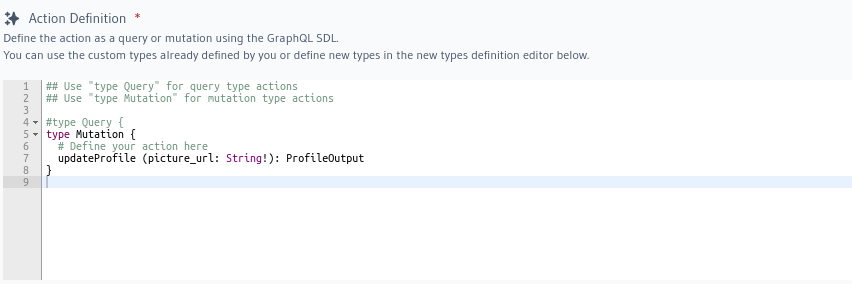 Action Definition *
Define the action as a query or mutation using the GraphQL SDL.
You can use the custom types already defined by you or define new types in the new types definition editor below.
1 ## Use "type Query" for query type actions
2 ## Use "type Mutation" for mutation type actions
3
4 #type Query {
5 type Mutation {
6 # Define your action here
7 updateProfile (picture_url: String!): ProfileOutput
8 }
9